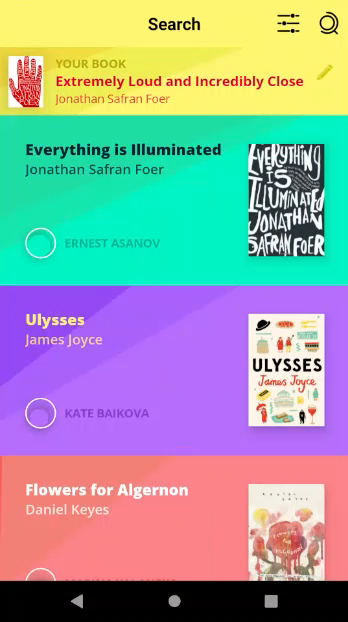 Search
YOUR BOOK
Extremely Loud and Incredibly Close
Jonathan Safran Foer
Everything is Illuminated
Jonathan Safran Foer
EVERYTHING
IS
ILLUMINATED
JONATHAN
SAFRAN FOER
ERNEST ASANOV
Ulysses
James Joyce
ULYSSES
James Joyce
KATE BAIKOVA
Flowers for Algernon
Daniel Keyes